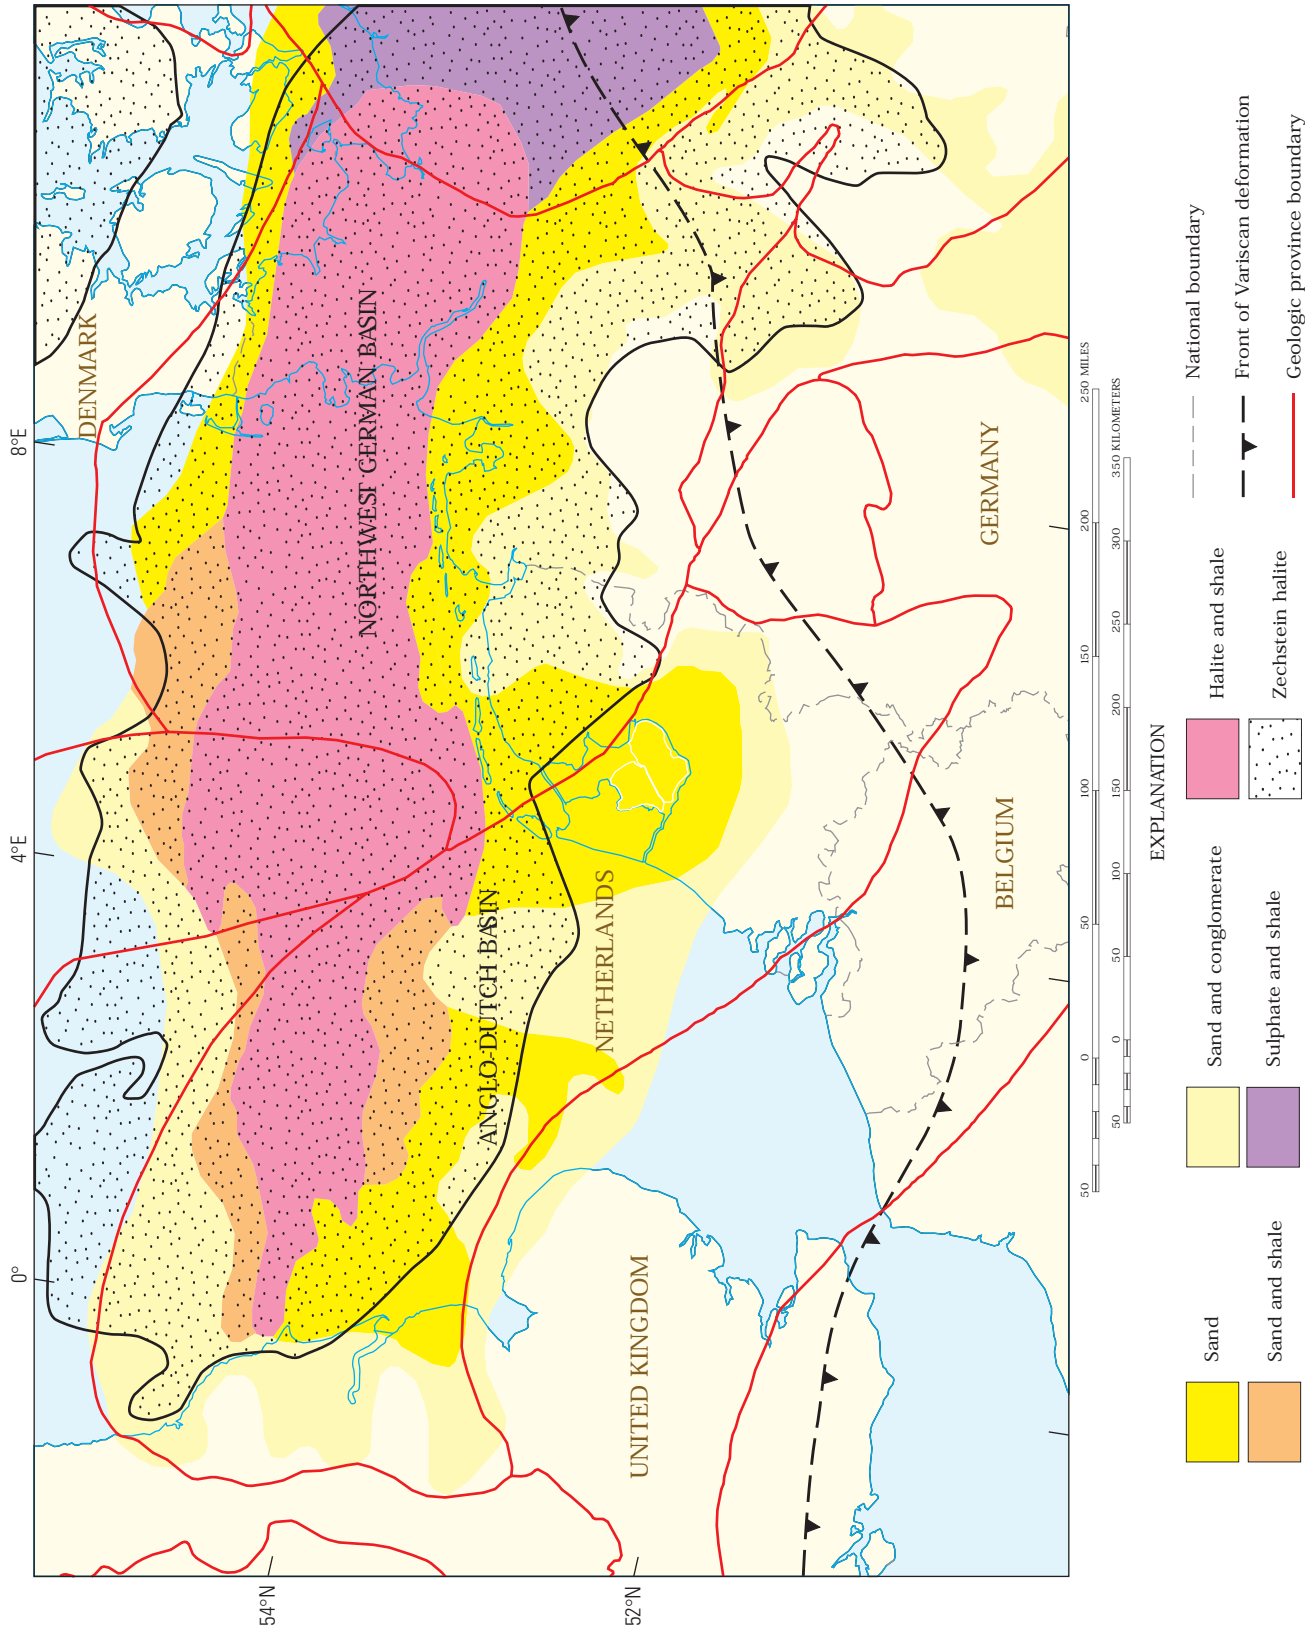 0°
4°E
8°E
54°N
52°N
DENMARK
NORTHWEST GERMAN BASIN
ANGLO-DUTCH BASIN
NETHERLANDS
UNITED KINGDOM
GERMANY
BELGIUM
50 0 50 100 150 200 250 MILES
50 0 50 100 150 200 250 300 350 KILOMETERS
EXPLANATION
Sand
Sand and conglomerate
Halite and shale
National boundary
Sand and shale
Sulphate and shale
Zechstein halite
Front of Variscan deformation
Geologic province boundary